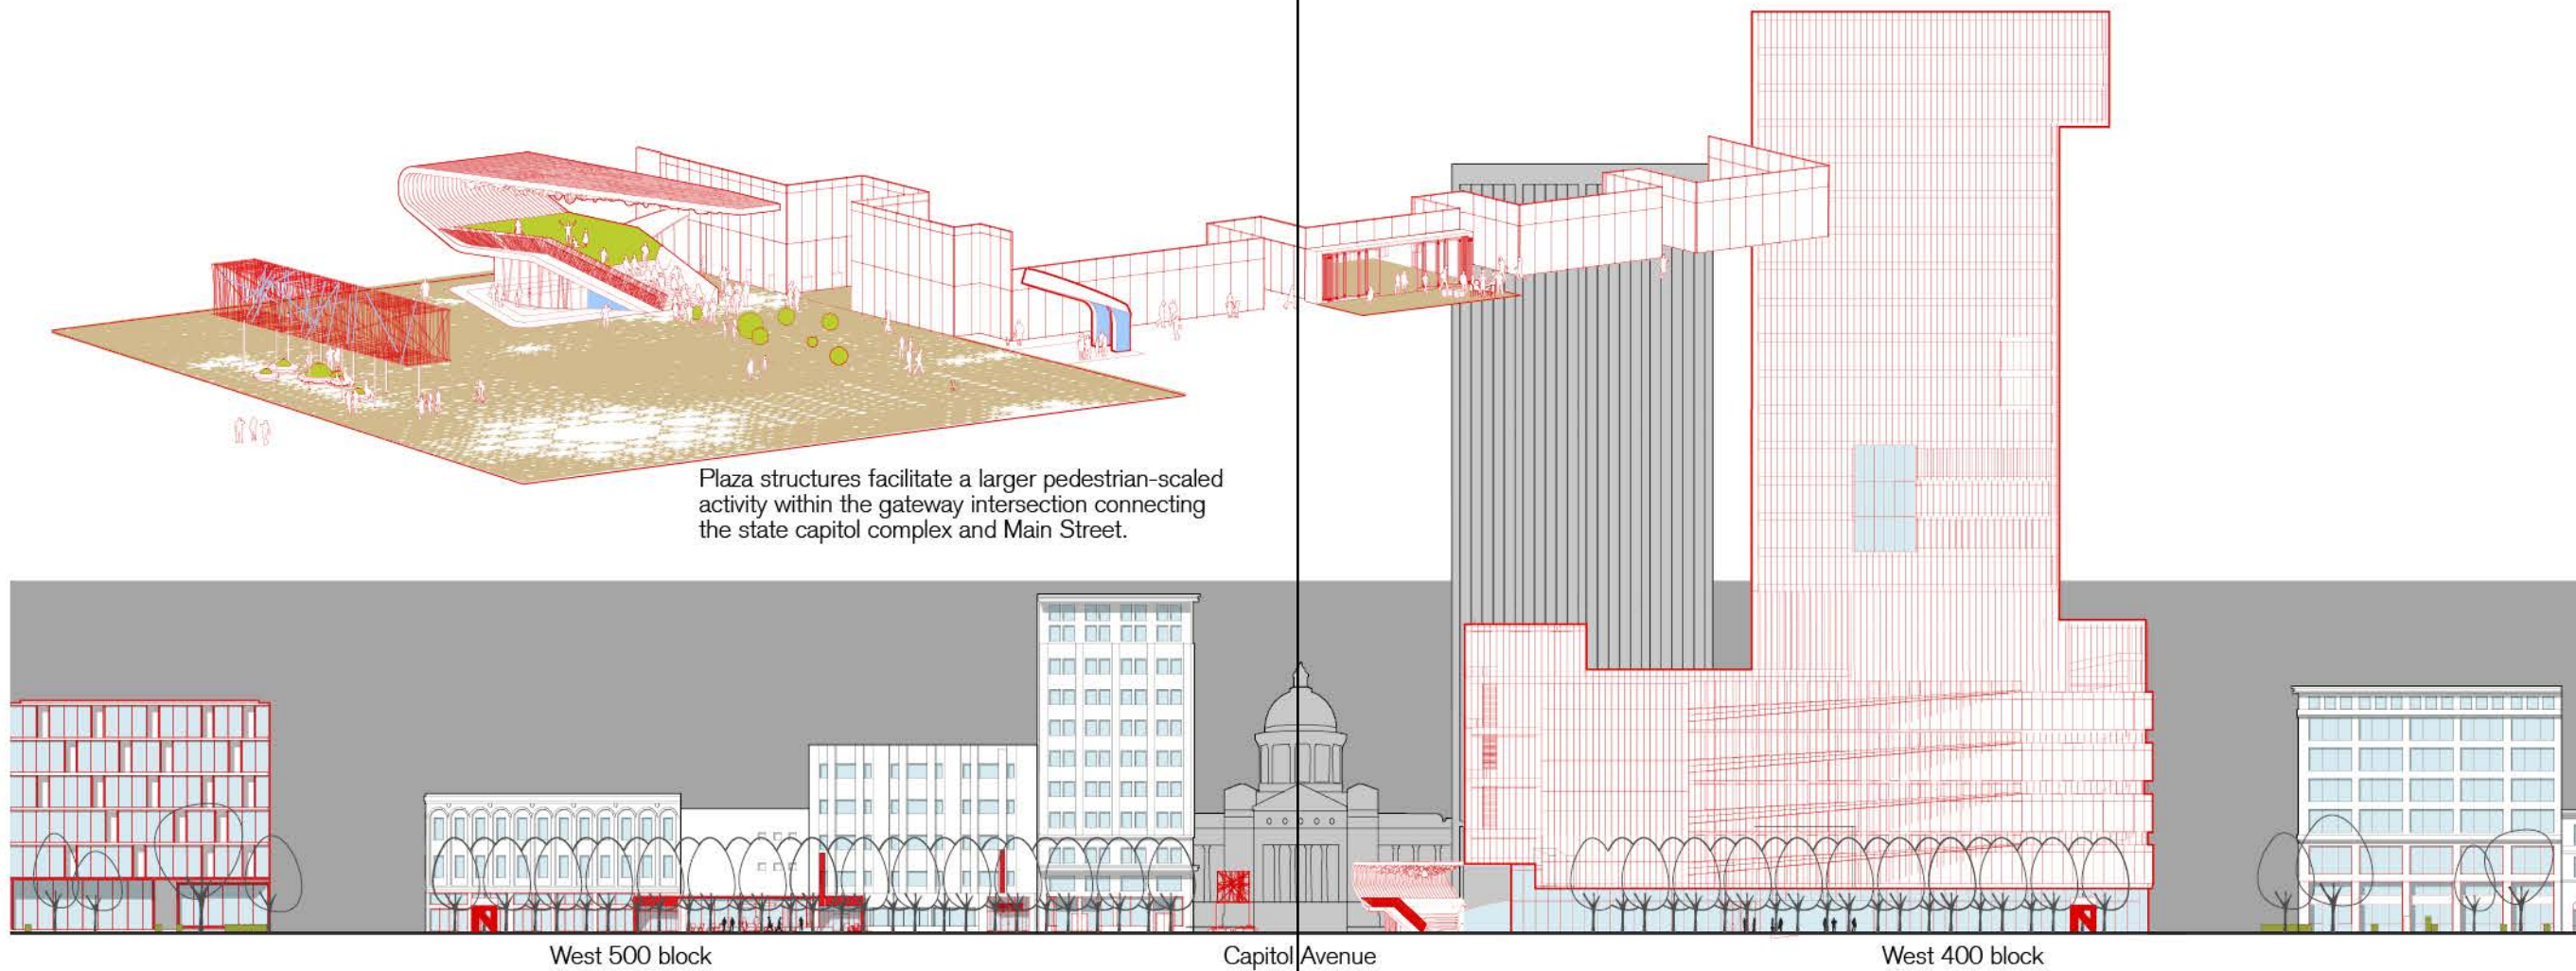 Plaza structures facilitate a larger pedestrian-scaled
activity within the gateway intersection connecting
the state capitol complex and Main Street.
West 500 block
Capitol Avenue
West 400 block